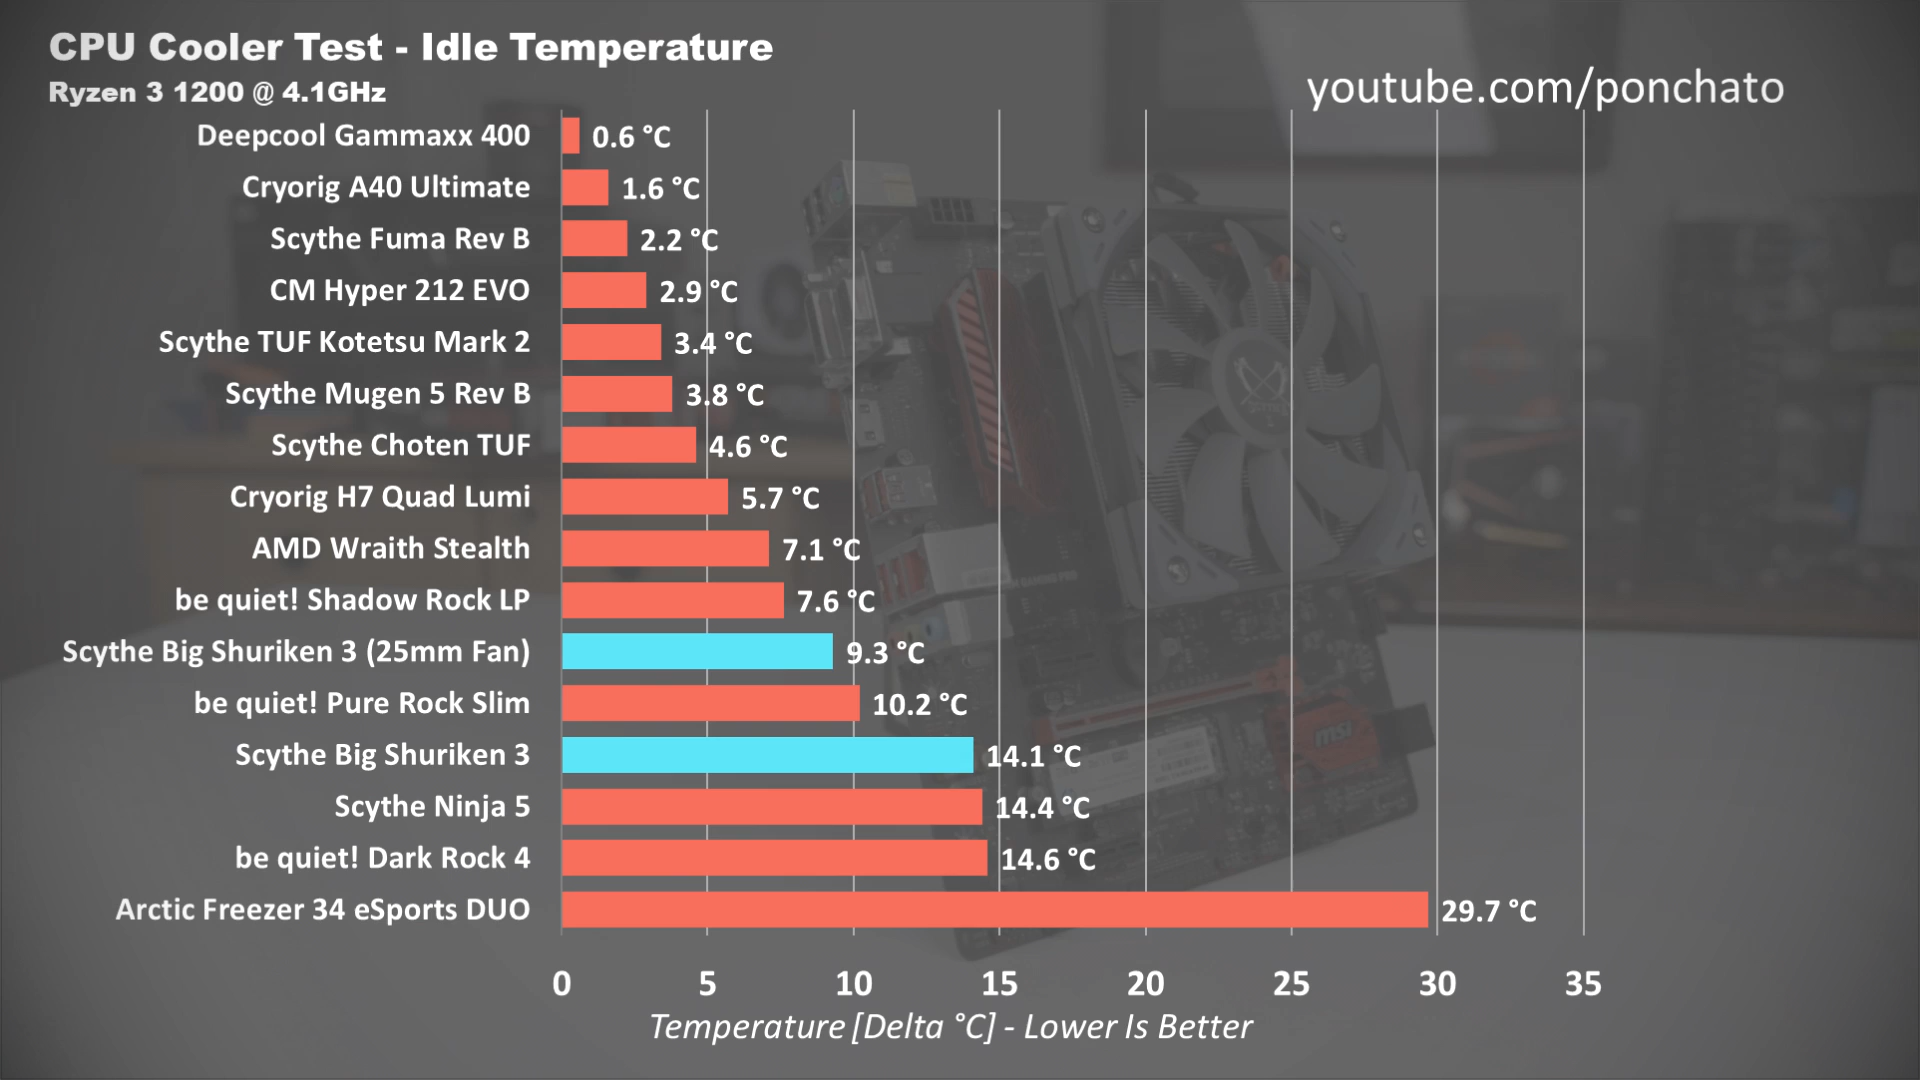 CPU Cooler Test - Idle Temperature
Ryzen 3 1200 @ 4.1GHz
youtube.com/ponchato
Deepcool Gammaxx 400 0.6 °C
Cryorig A40 Ultimate 1.6 °C
Scythe Fuma Rev B 2.2 °C
CM Hyper 212 EVO 2.9 °C
Scythe TUF Kotetsu Mark 2 3.4 °C
Scythe Mugen 5 Rev B 3.8 °C
Scythe Choten TUF 4.6 °C
Cryorig H7 Quad Lumi 5.7 °C
AMD Wraith Stealth 7.1 °C
be quiet! Shadow Rock LP 7.6 °C
Scythe Big Shuriken 3 (25mm Fan) 9.3 °C
be quiet! Pure Rock Slim 10.2 °C
Scythe Big Shuriken 3 14.1 °C
Scythe Ninja 5 14.4 °C
be quiet! Dark Rock 4 14.6 °C
Arctic Freezer 34 eSports DUO 29.7 °C
0 5 10 15 20 25 30 35
Temperature [Delta °C] - Lower Is Better
msi